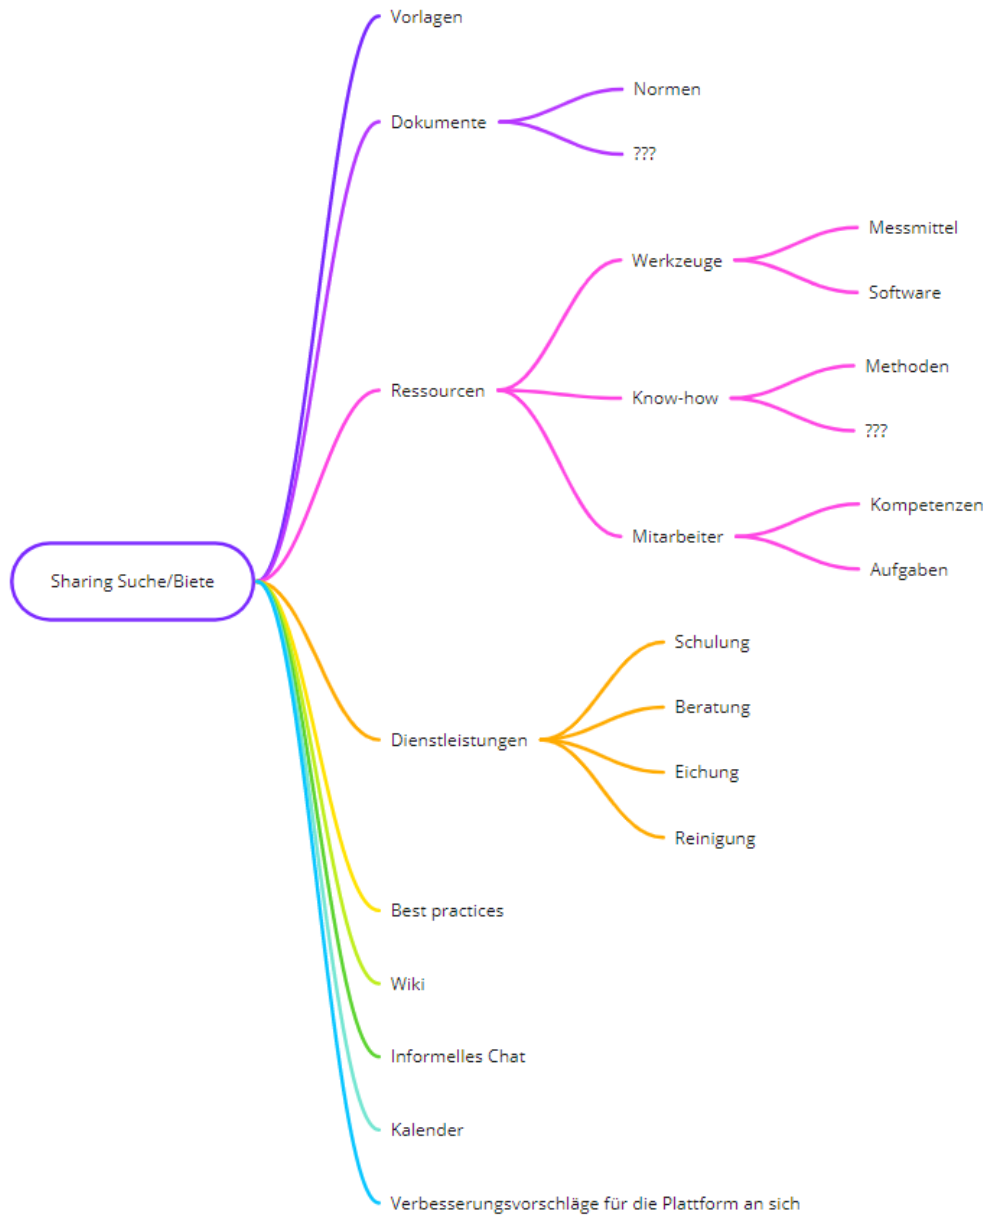 Vorlagen
Normen
Dokumente
???
Messmittel
Werkzeuge
Software
Methoden
Ressourcen
Know-how
???
Kompetenzen
Mitarbeiter
Aufgaben
Sharing Suche/Biete
Schulung
Beratung
Dienstleistungen
Eichung
Reinigung
Best practices
Wiki
Informelles Chat
Kalender
Verbesserungsvorschläge für die Plattform an sich